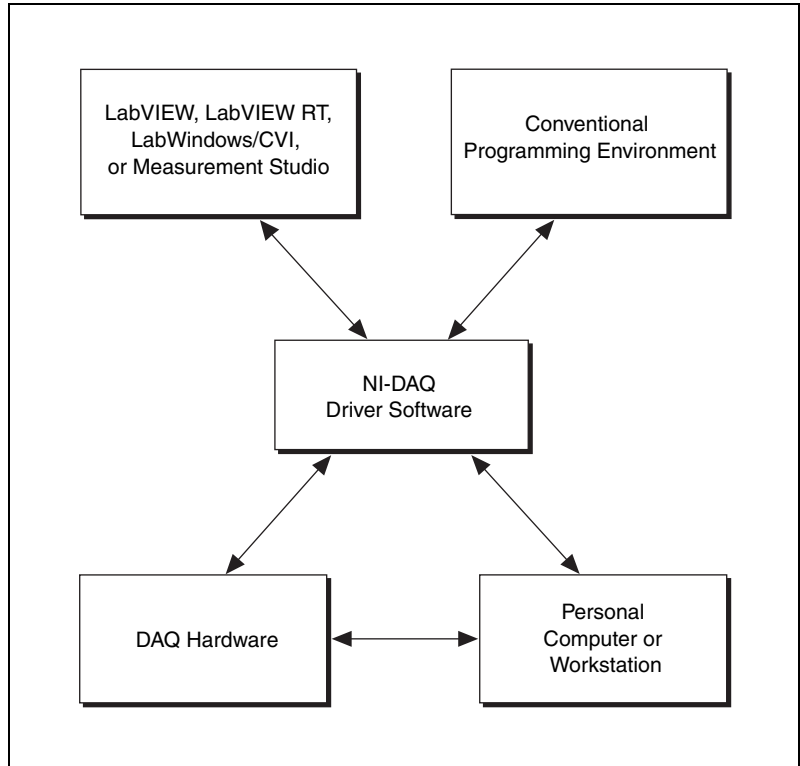 LabVIEW, LabVIEW RT,
LabWindows/CVI,
or Measurement Studio
Conventional
Programming Environment
NI-DAQ
Driver Software
DAQ Hardware
Personal
Computer or
Workstation